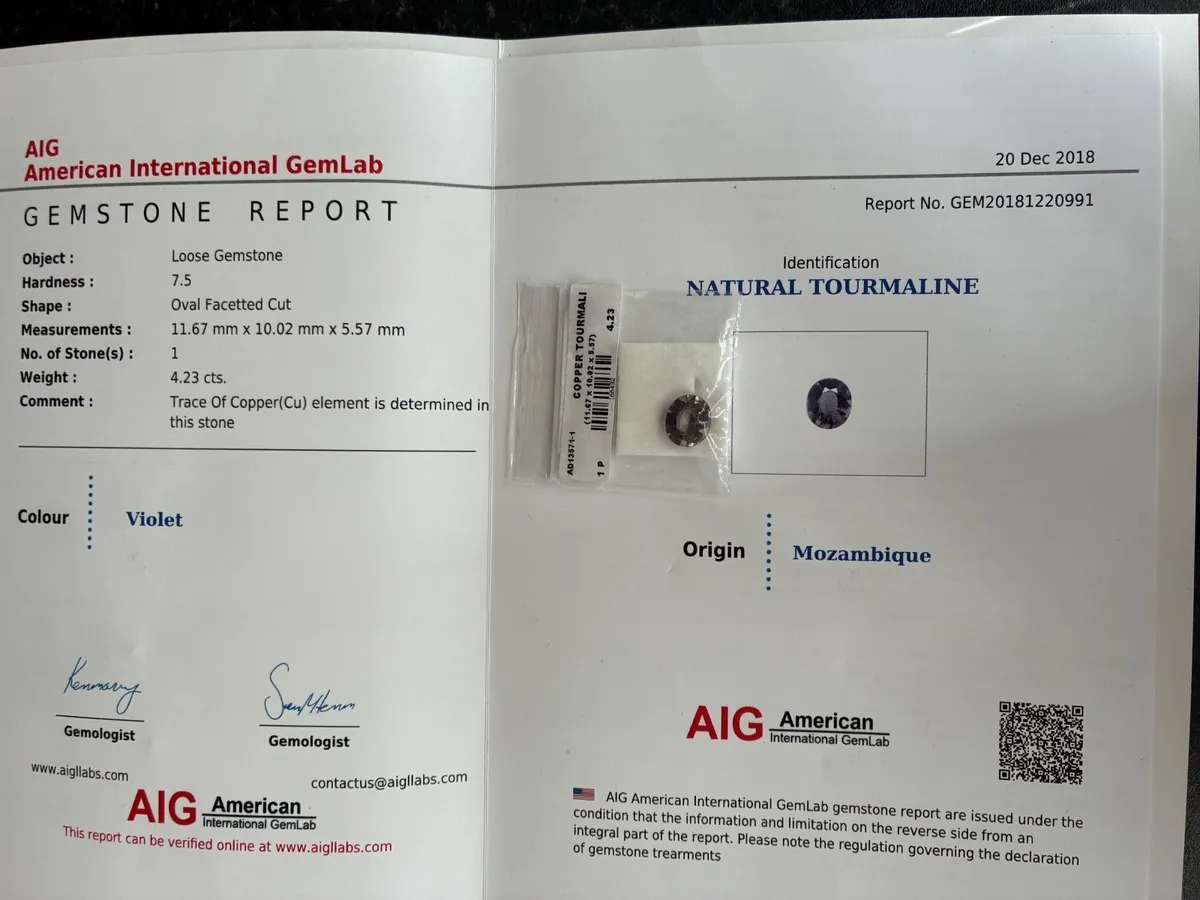 AIG
American International GemLab
GEMSTONE REPORT
Object : Loose Gemstone
Hardness : 7.5
Shape : Oval Facetted Cut
Measurements : 11.67 mm x 10.02 mm x 5.57 mm
No. of Stone(s) : 1
Weight : 4.23 cts.
Comment : Trace Of Copper(Cu) element is determined in
this stone
Colour Violet
Gemologist
Gemologist
www.aigllabs.com
contactus@aigllabs.com
AIG American
International GemLab
This report can be verified online at www.aigllabs.com
20 Dec 2018
Report No. GEM20181220991
Identification
NATURAL TOURMALINE
COPPER TOURMALI
4.23
(11.67 x 10.02 x 5.57)
AD13571-1
1 P
Origin Mozambique
AIG American
International GemLab
AIG American International GemLab gemstone report are issued under the
condition that the information and limitation on the reverse side from an
integral part of the report. Please note the regulation governing the declaration
of gemstone trearments